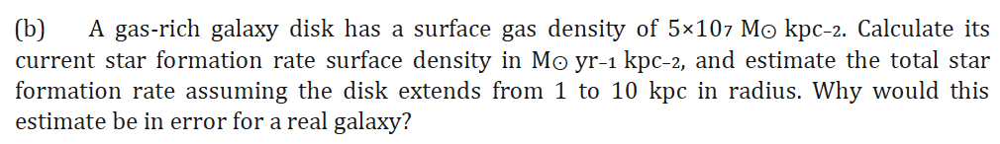 (b) A gas-rich galaxy disk has a surface gas density of 5×107 M⊙ kpc-2. Calculate its
current star formation rate surface density in M⊙ yr-1 kpc-2, and estimate the total star
formation rate assuming the disk extends from 1 to 10 kpc in radius. Why would this
estimate be in error for a real galaxy?